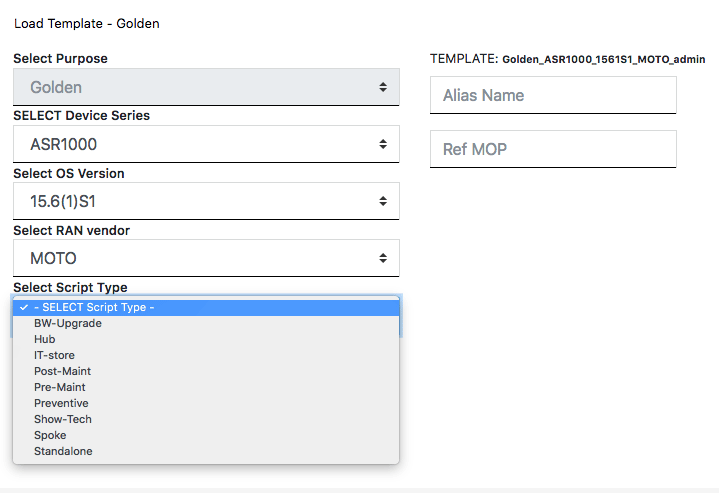 Load Template - Golden
Select Purpose
Golden
SELECT Device Series
ASR1000
Select OS Version
15.6(1)S1
Select RAN vendor
MOTO
Select Script Type
- SELECT Script Type -
BW-Upgrade
Hub
IT-store
Post-Maint
Pre-Maint
Preventive
Show-Tech
Spoke
Standalone
TEMPLATE: Golden_ASR1000_1561S1_MOTO_admin
Alias Name
Ref MOP